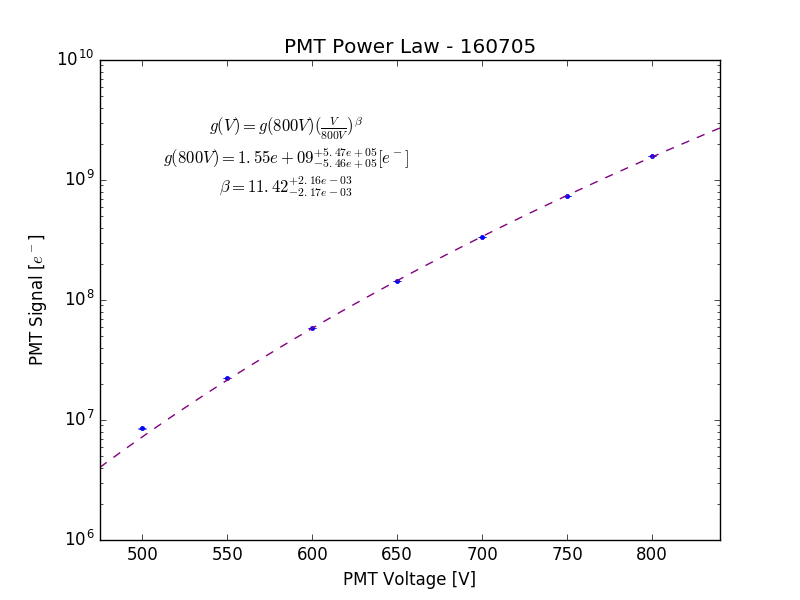 PMT Power Law - 160705
10^10
g(V)=g(800V)(V/800V)^β
g(800V)=1.55e+09 +5.47e+05 −5.46e+05 [e^−]
β=11.42 +2.16e−03 −2.17e−03
10^9
10^8
10^7
10^6
PMT Signal [e^−]
500 550 600 650 700 750 800
PMT Voltage [V]